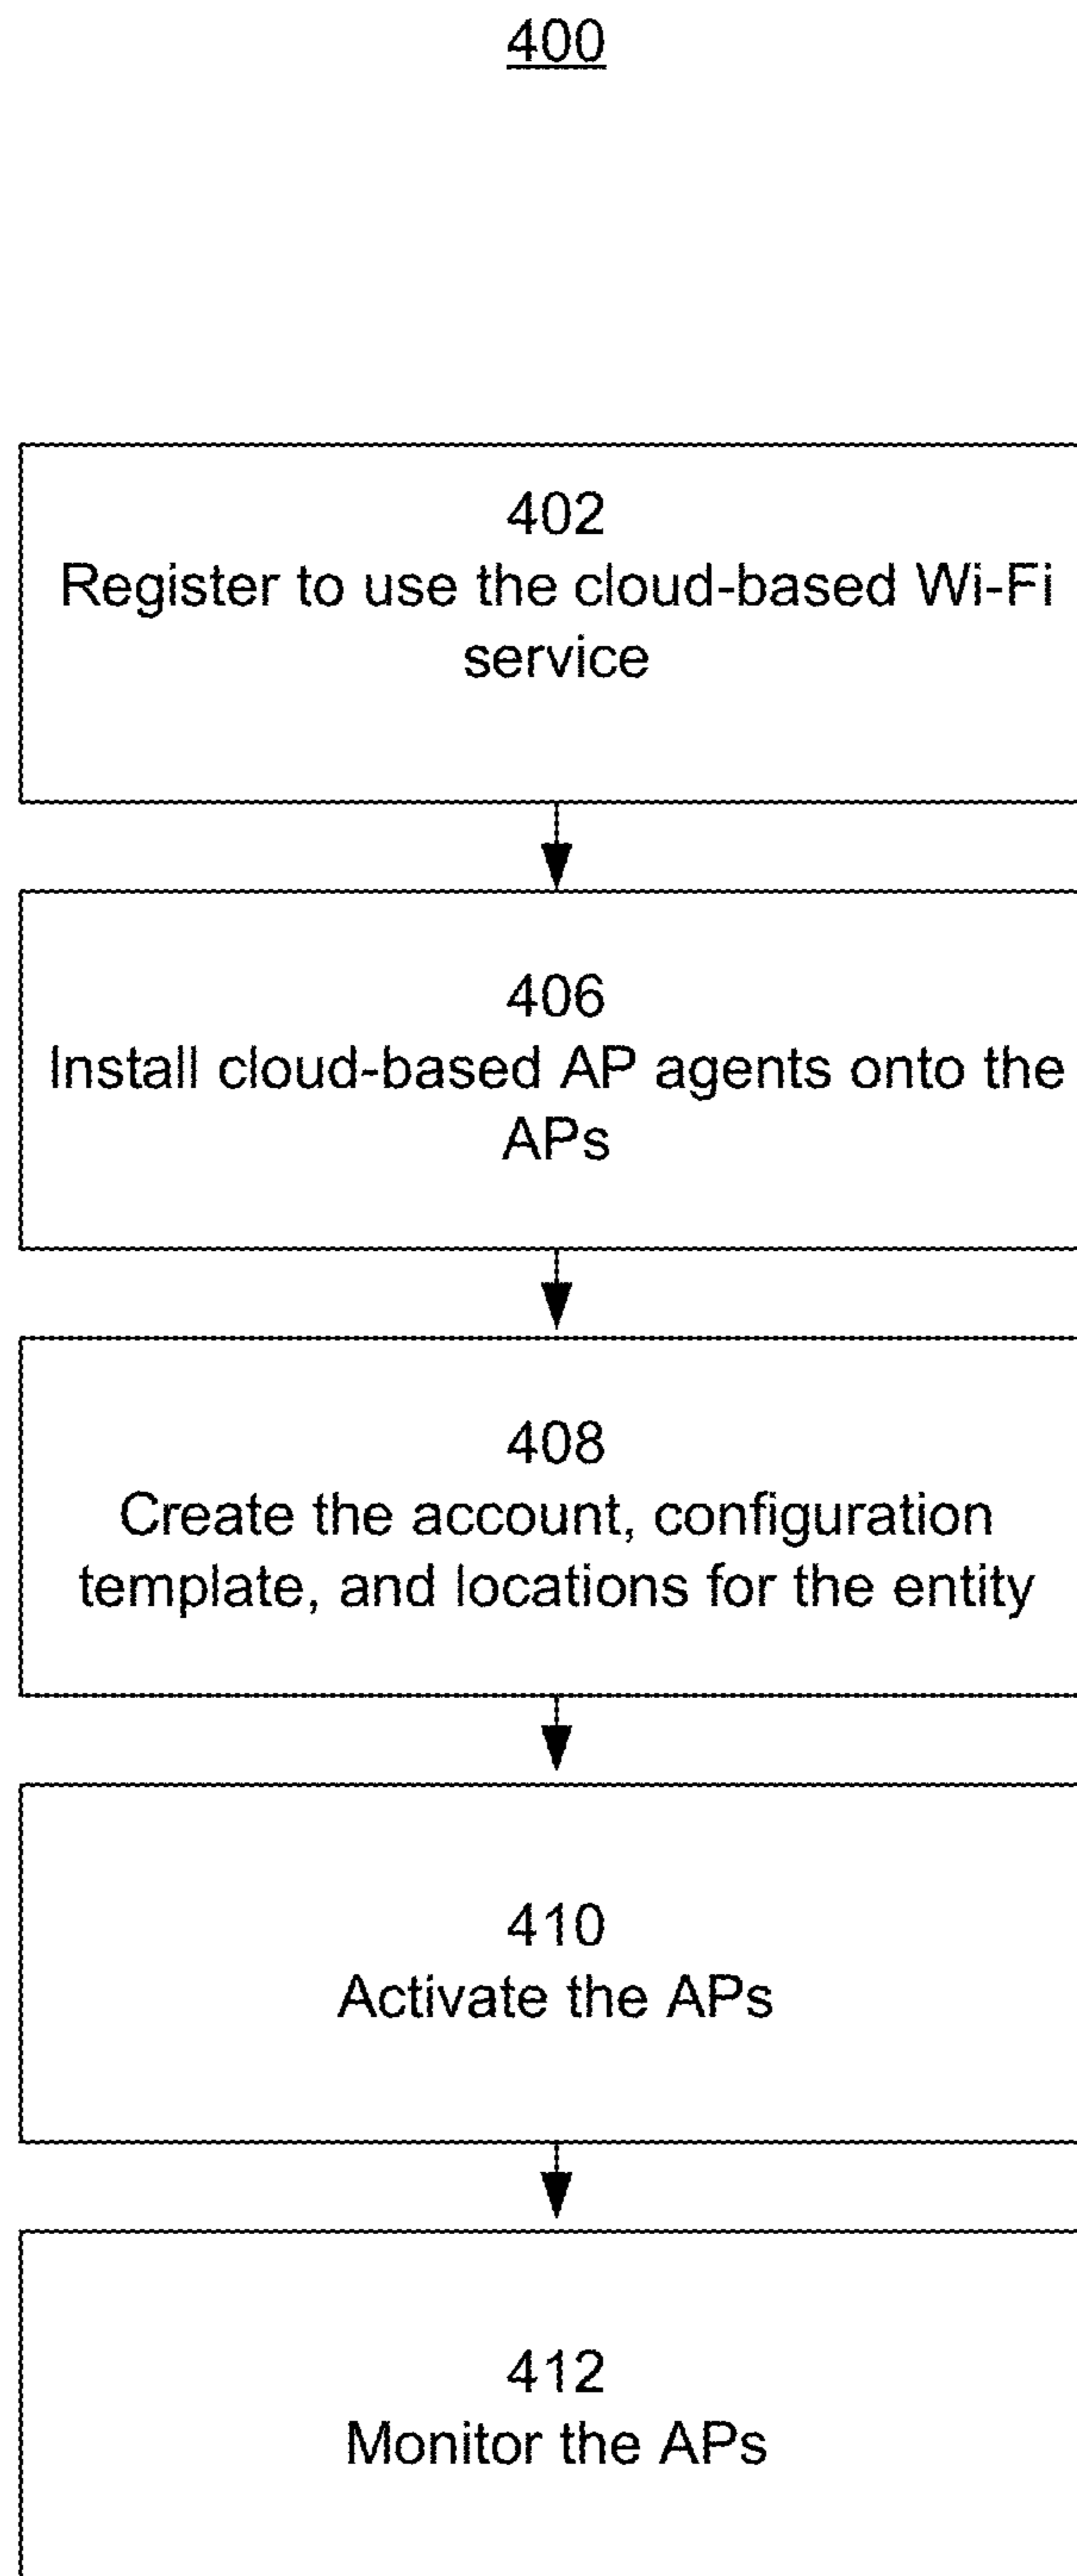 400
402
Register to use the cloud-based Wi-Fi
service
406
Install cloud-based AP agents onto the
APs
408
Create the account, configuration
template, and locations for the entity
410
Activate the APs
412
Monitor the APs